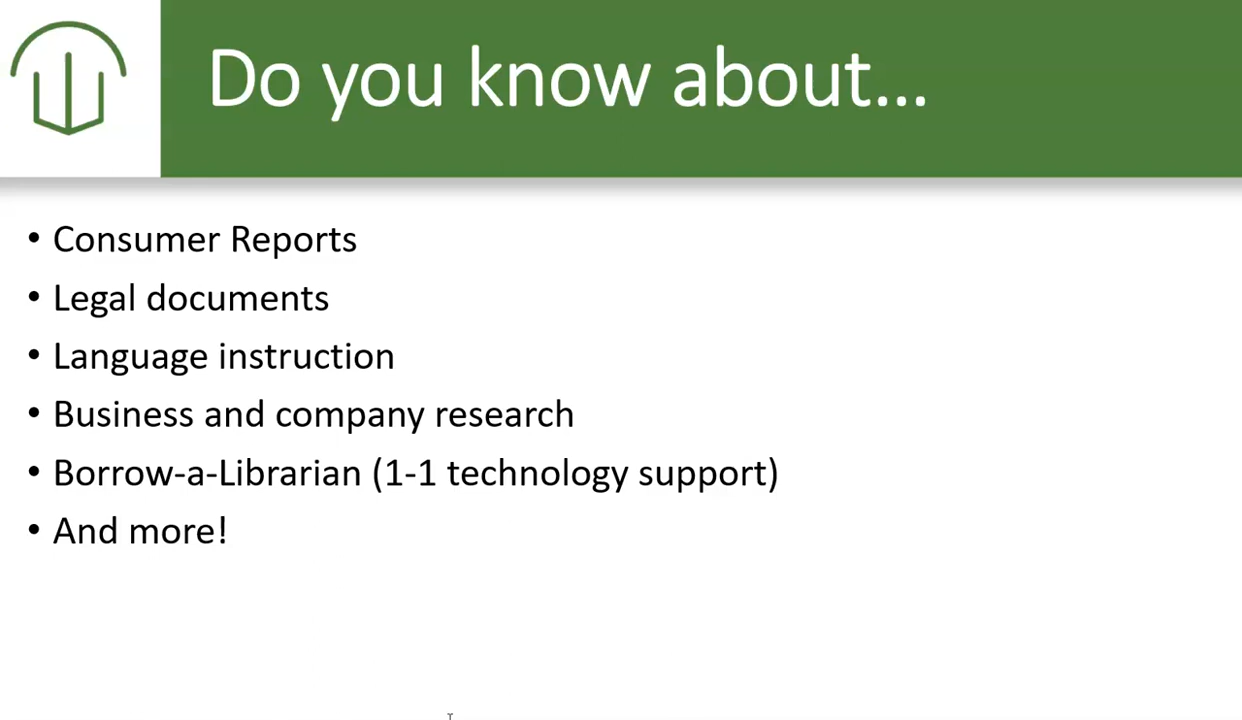 Do you know about...
• Consumer Reports
• Legal documents
• Language instruction
• Business and company research
• Borrow-a-Librarian (1-1 technology support)
• And more!